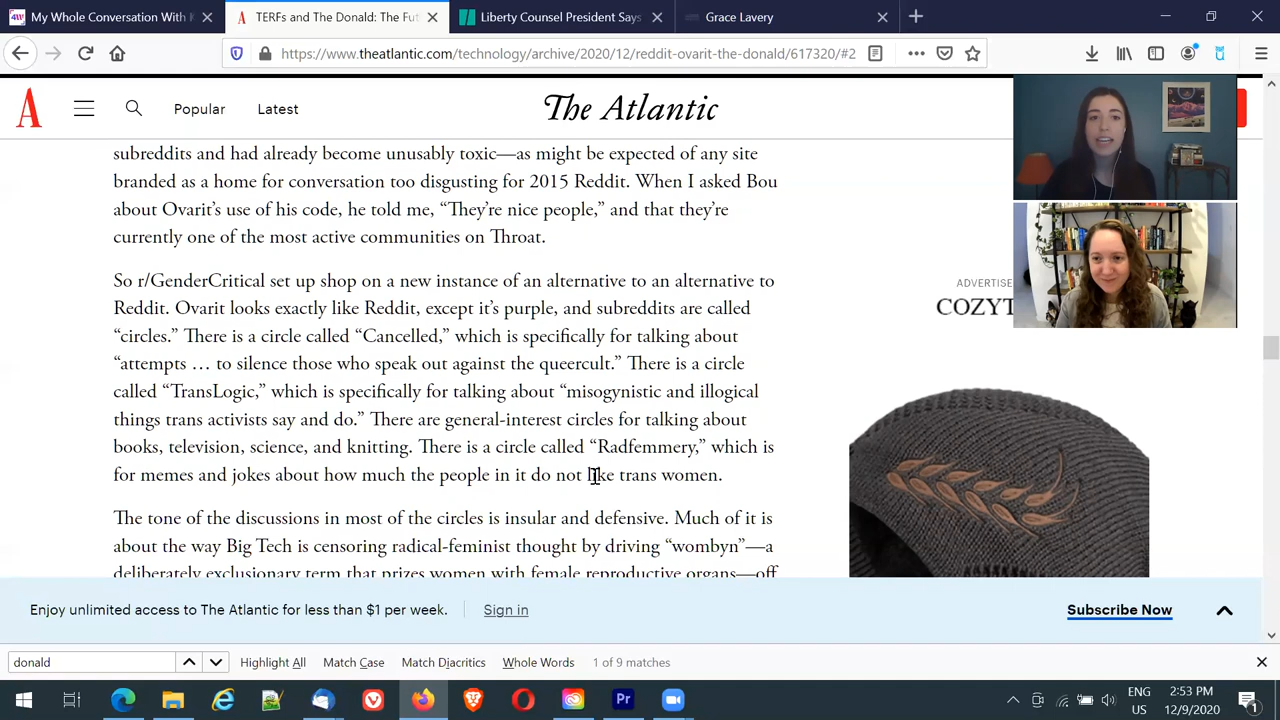 My Whole Conversation With K
TERFs and The Donald: The Fut
Liberty Counsel President Says
Grace Lavery
https://www.theatlantic.com/technology/archive/2020/12/reddit-ovarit-the-donald/617320/#2
Popular
Latest
The Atlantic
subreddits and had already become unusably toxic—as might be expected of any site
branded as a home for conversation too disgusting for 2015 Reddit. When I asked Bou
about Ovarit’s use of his code, he told me, “They’re nice people,” and that they’re
currently one of the most active communities on Throat.
So r/GenderCritical set up shop on a new instance of an alternative to an alternative to
Reddit. Ovarit looks exactly like Reddit, except it’s purple, and subreddits are called
“circles.” There is a circle called “Cancelled,” which is specifically for talking about
“attempts … to silence those who speak out against the queercult.” There is a circle
called “TransLogic,” which is specifically for talking about “misogynistic and illogical
things trans activists say and do.” There are general-interest circles for talking about
books, television, science, and knitting. There is a circle called “Radfemmery,” which is
for memes and jokes about how much the people in it do not like trans women.
The tone of the discussions in most of the circles is insular and defensive. Much of it is
about the way Big Tech is censoring radical-feminist thought by driving “wombyn”—a
deliberately exclusionary term that prizes women with female reproductive organs—off
ADVERTISE
COZYT
Enjoy unlimited access to The Atlantic for less than $1 per week.
Sign in
Subscribe Now
donald
Highlight All
Match Case
Match Diacritics
Whole Words
1 of 9 matches
ENG
US
2:53 PM
12/9/2020